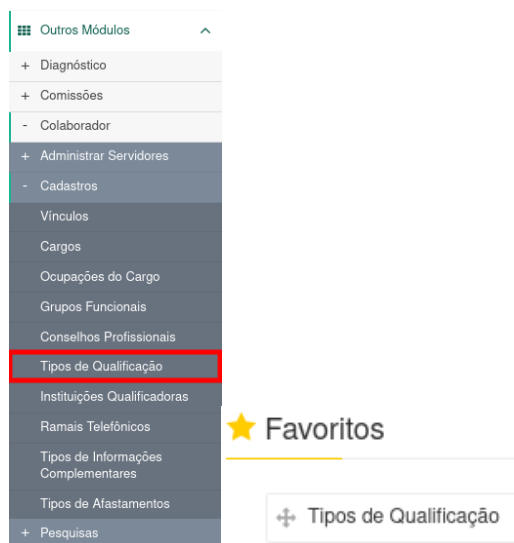 Outros Módulos
+ Diagnóstico
+ Comissões
- Colaborador
+ Administrar Servidores
- Cadastros
Vínculos
Cargos
Ocupações do Cargo
Grupos Funcionais
Conselhos Profissionais
Tipos de Qualificação
Instituições Qualificadoras
Ramais Telefônicos
Tipos de Informações
Complementares
Tipos de Afastamentos
+ Pesquisas
Favoritos
Tipos de Qualificação